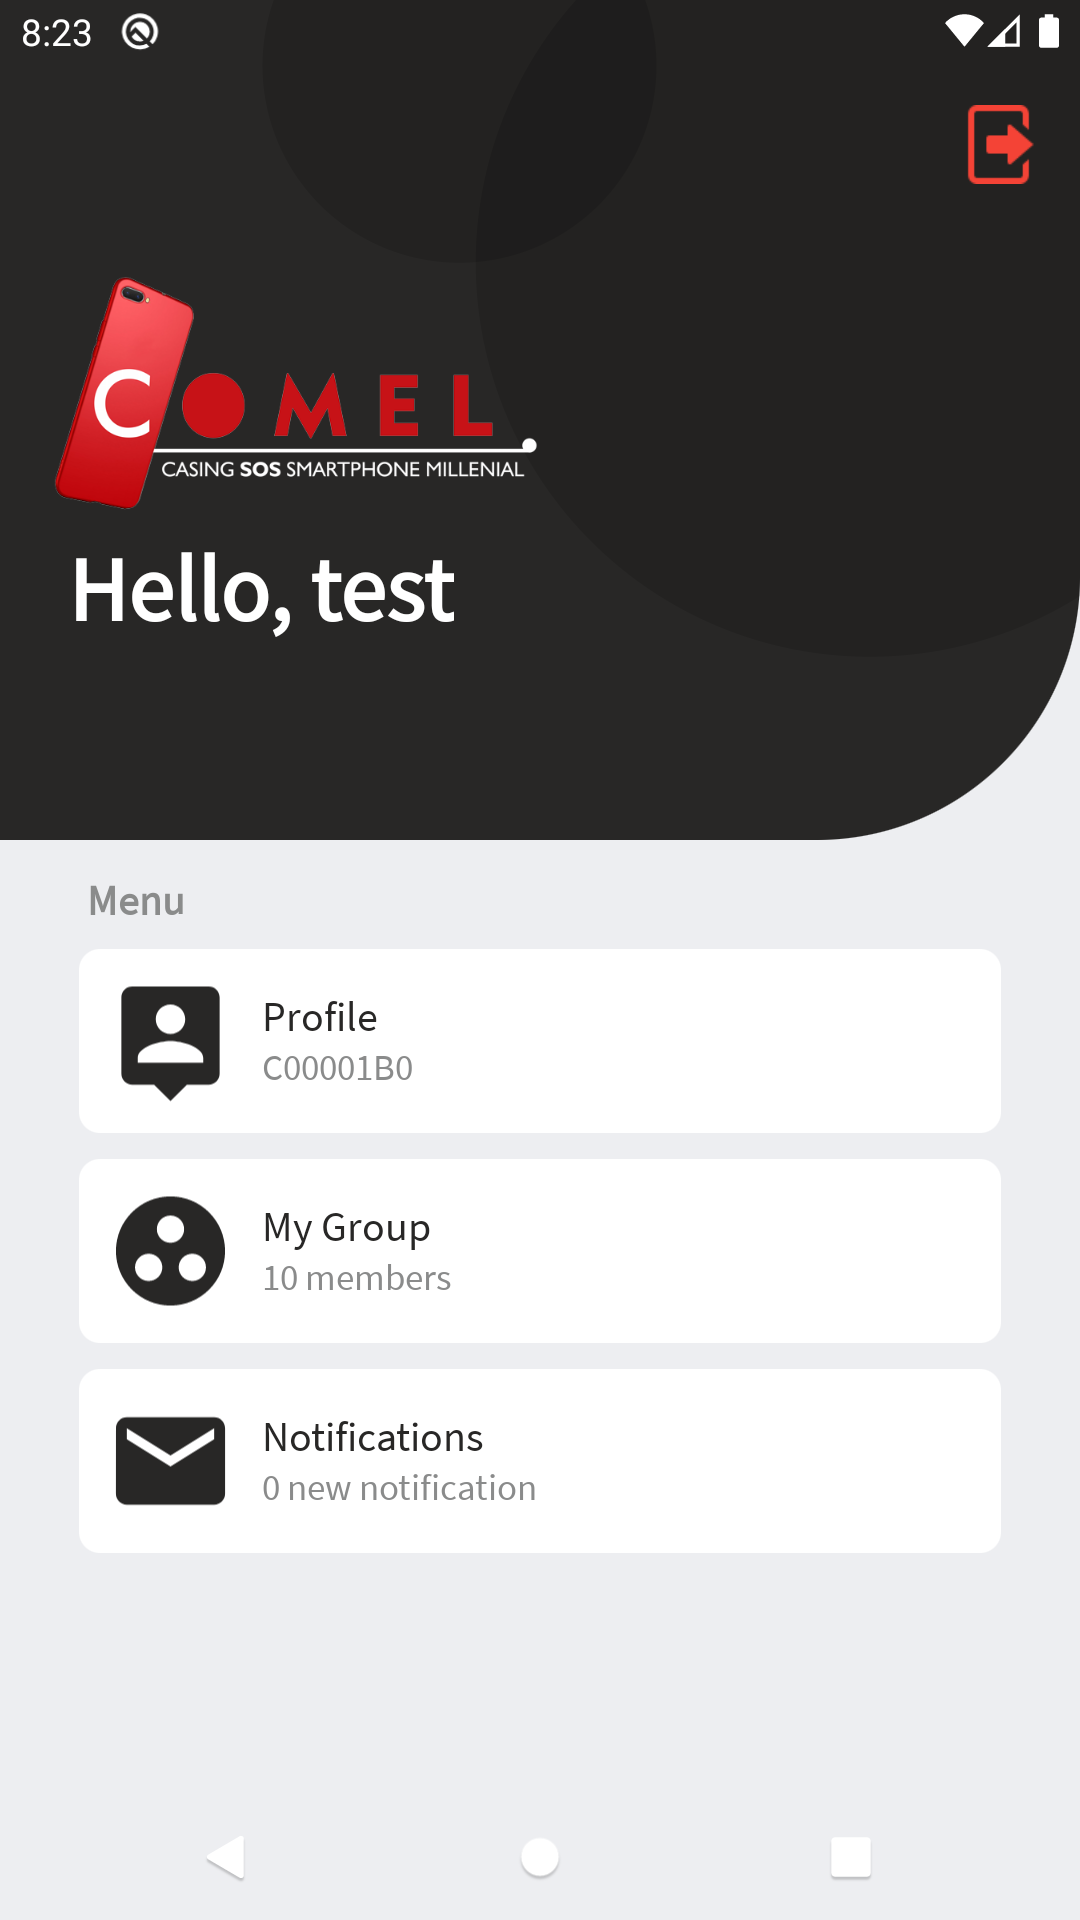 8:23
COMEL
CASING SOS SMARTPHONE MILLENIAL
Hello, test
Menu
Profile
C00001B0
My Group
10 members
Notifications
0 new notification